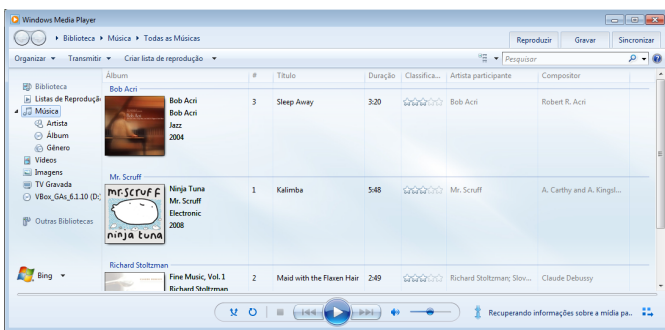 Windows Media Player
Biblioteca Música Todas as Músicas
Reproduzir Gravar Sincronizar
Organizar Transmitir Criar lista de reprodução Pesquisar
Álbum # Título Duração Classifica... Artista participante Compositor
Biblioteca
Listas de Reproduçã
Música
Artista
Álbum
Gênero
Vídeos
Imagens
TV Gravada
VBox_GAs_6.1.10 (D:
Outras Bibliotecas
Bing
Bob Acri
Bob Acri 3 Sleep Away 3:20 Bob Acri Robert R. Acri
Bob Acri
Jazz
2004
Mr. Scruff
mr.scruff
ninja tuna
Ninja Tuna 1 Kalimba 5:48 Mr. Scruff A. Carthy and A. Kingsl...
Mr. Scruff
Electronic
2008
Richard Stoltzman
Fine Music, Vol. 1 2 Maid with the Flaxen Hair 2:49 Richard Stoltzman; Slov... Claude Debussy
Richard Stoltzman
Recuperando informações sobre a mídia pa..